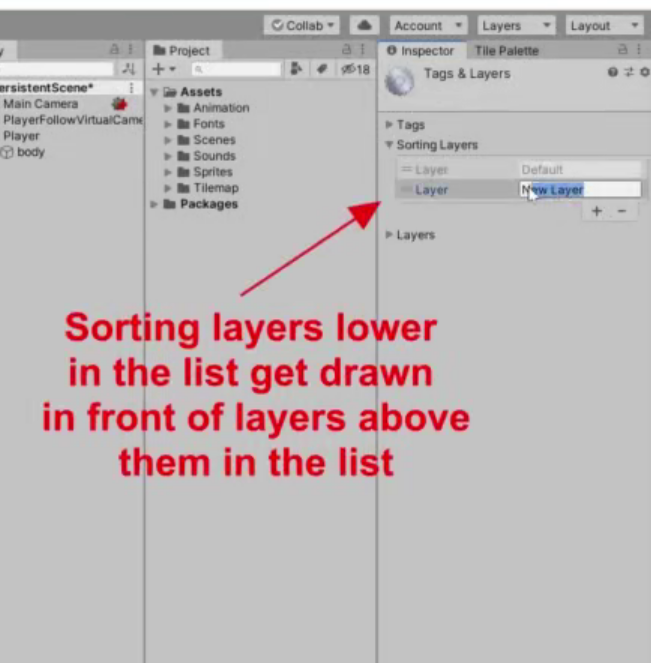 Collab
Account
Layers
Layout
Project
Inspector
Tile Palette
18
ersistentScene*
Main Camera
PlayerFollowVirtualCame
Player
body
Assets
Animation
Fonts
Scenes
Sounds
Sprites
Tilemap
Packages
Tags & Layers
Tags
Sorting Layers
Layer Default
Layer New Layer
Layers
Sorting layers lower
in the list get drawn
in front of layers above
them in the list